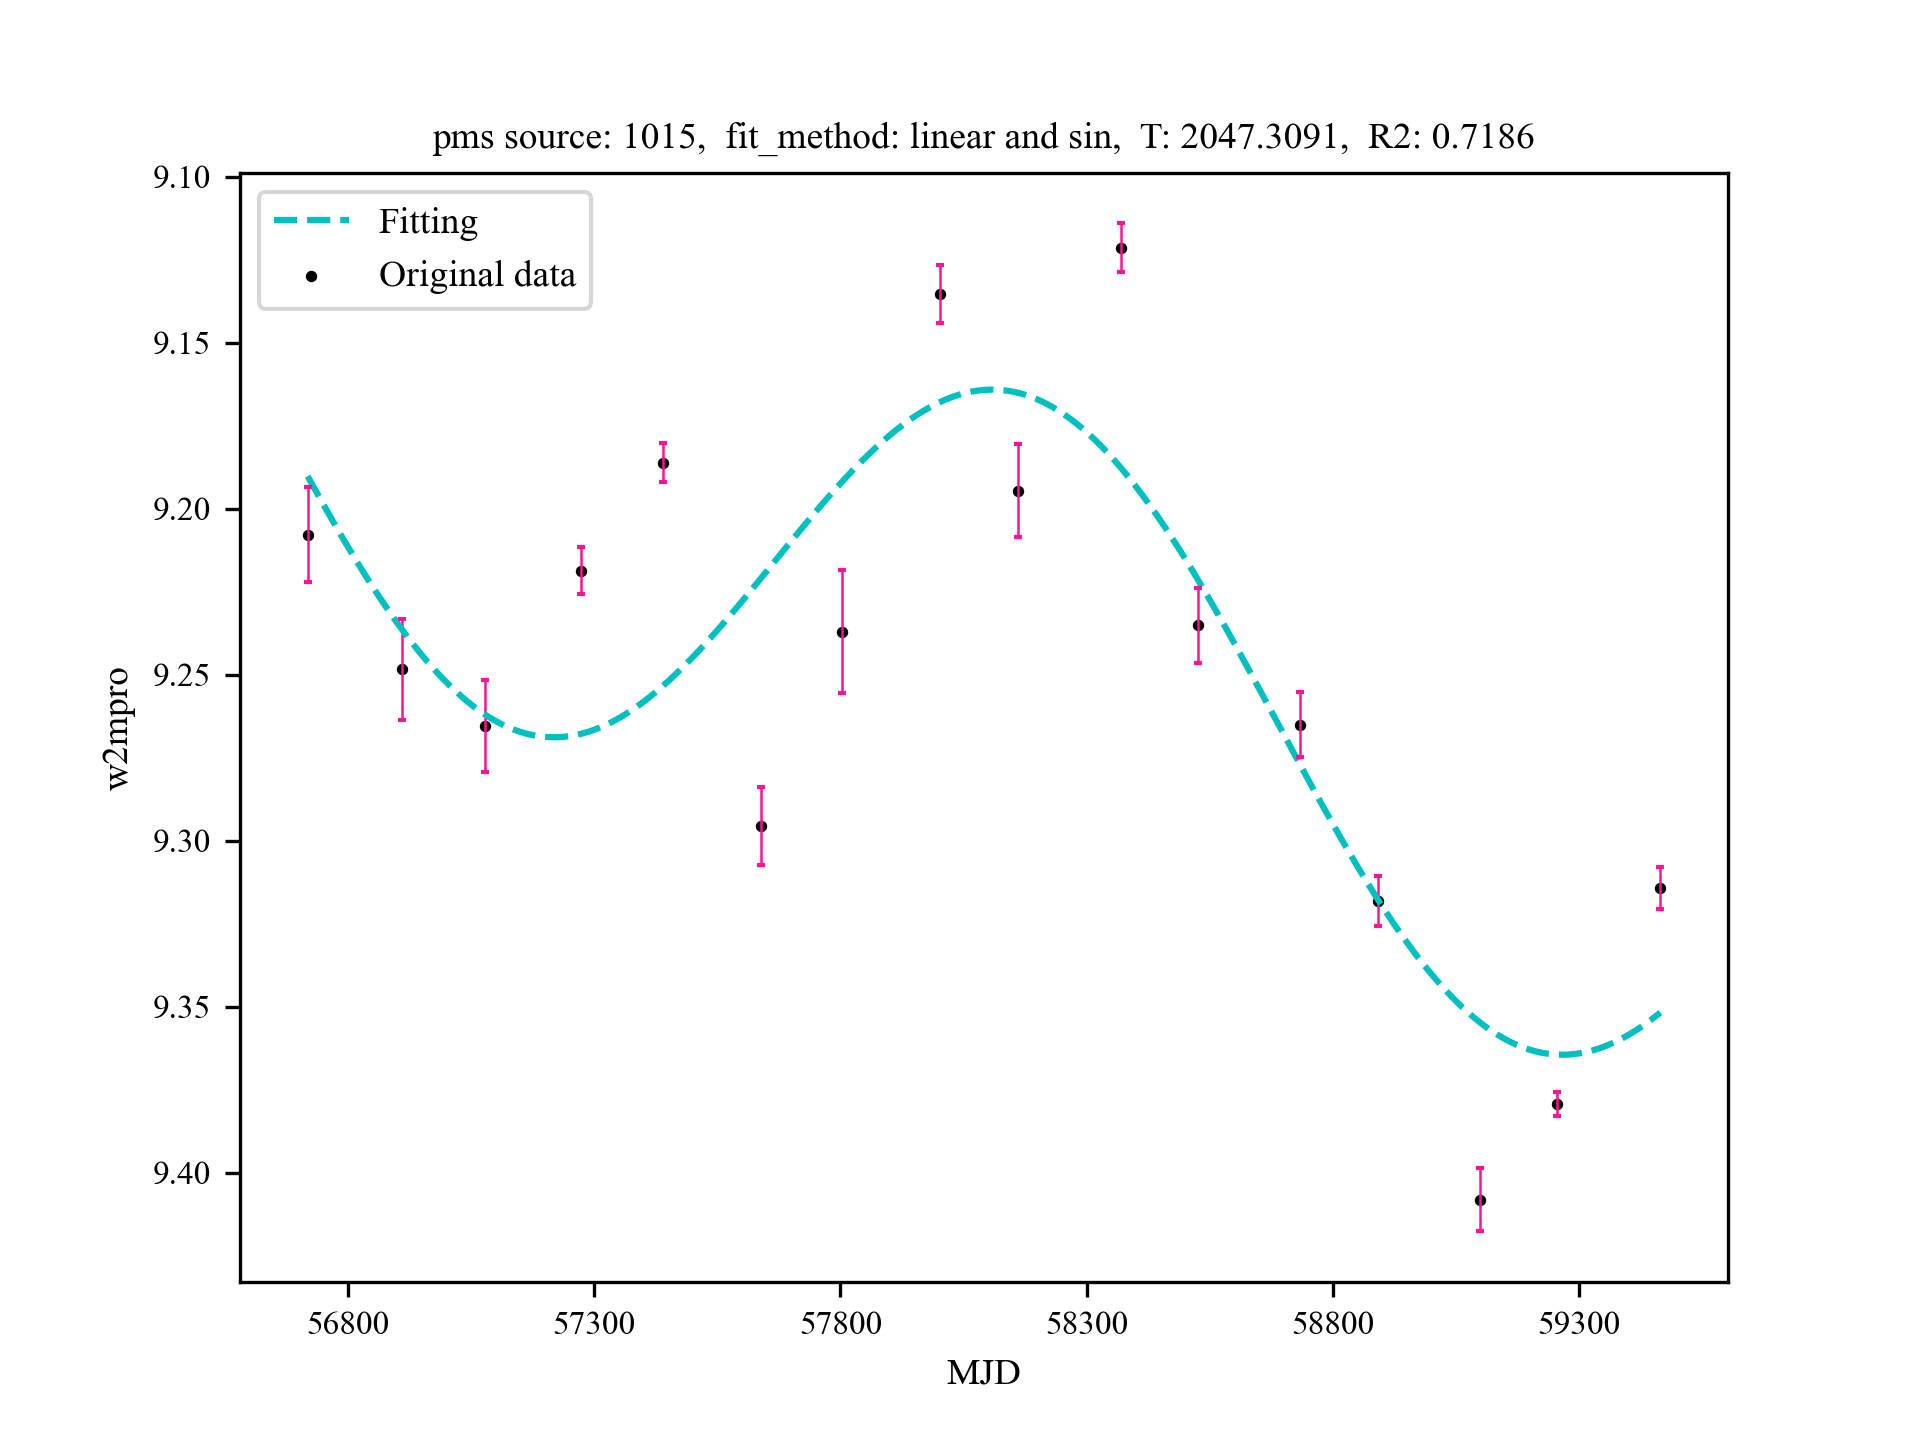 pms source: 1015,  fit_method: linear and sin,  T: 2047.3091,  R2: 0.7186
Fitting
Original data
9.10
9.15
9.20
9.25
9.30
9.35
9.40
w2mpro
56800 57300 57800 58300 58800 59300
MJD